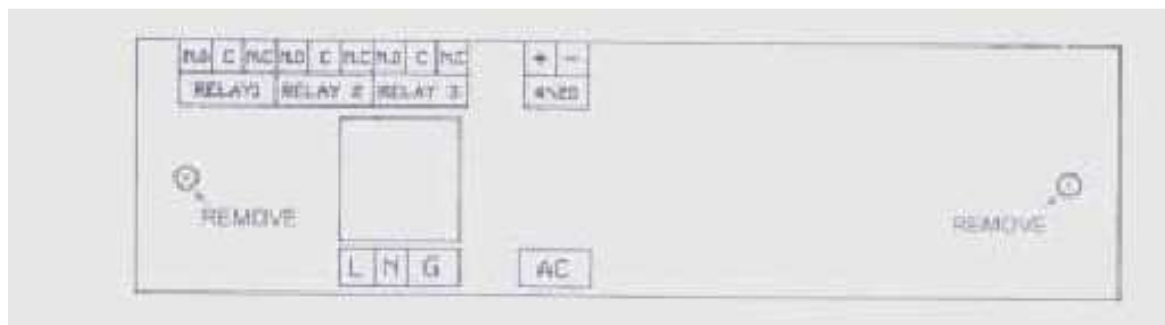 N.O C N.C N.O C N.C N.O C N.C + -
RELAY1 RELAY 2 RELAY 3 4\20
REMOVE
REMOVE
L N G AC